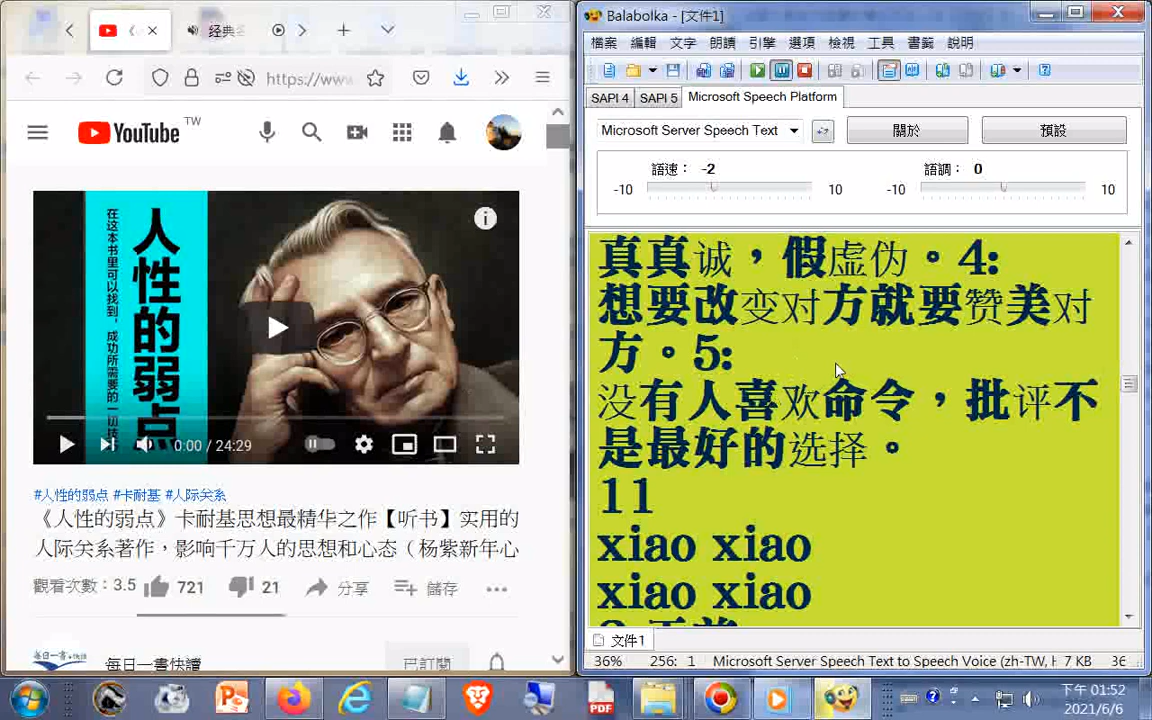 经典名
https://www
YouTube
TW
在这本书里可以找到，成功所需要的一切技
人性的弱点
0:00 / 24:29
#人性的弱点 #卡耐基 #人际关系
《人性的弱点》卡耐基思想最精华之作【听书】实用的
人际关系著作，影响千万人的思想和心态（杨紫新年心
觀看次數：3.5
721
21
分享
儲存
每日一書快讀
已訂閱
Balabolka - [文件1]
檔案 編輯 文字 朗讀 引擎 選項 檢視 工具 書籤 說明
SAPI 4 SAPI 5 Microsoft Speech Platform
Microsoft Server Speech Text
關於
預設
語速： -2
-10 10
語調： 0
-10 10
真真诚，假虚伪。4:
想要改变对方就要赞美对
方。5:
没有人喜欢命令，批评不
是最好的选择。
11
xiao xiao
xiao xiao
文件1
36% 256: 1 Microsoft Server Speech Text to Speech Voice (zh-TW, H 7 KB 36
PDF
下午 01:52
2021/6/6